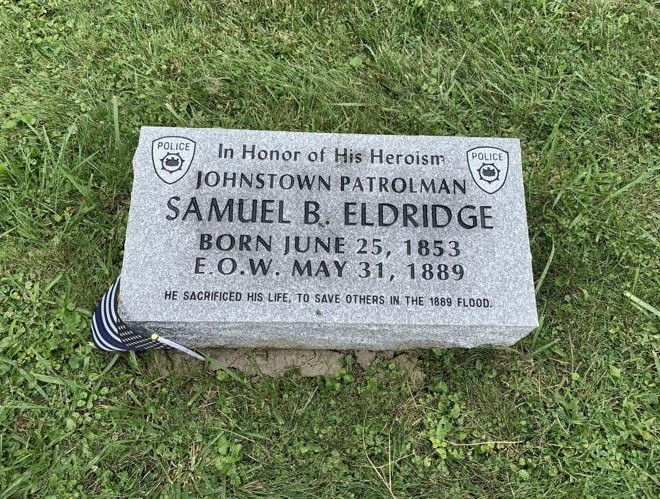 POLICE
In Honor of His Heroism
POLICE
JOHNSTOWN PATROLMAN
SAMUEL B. ELDRIDGE
BORN JUNE 25, 1853
E.O.W. MAY 31, 1889
HE SACRIFICED HIS LIFE, TO SAVE OTHERS IN THE 1889 FLOOD.